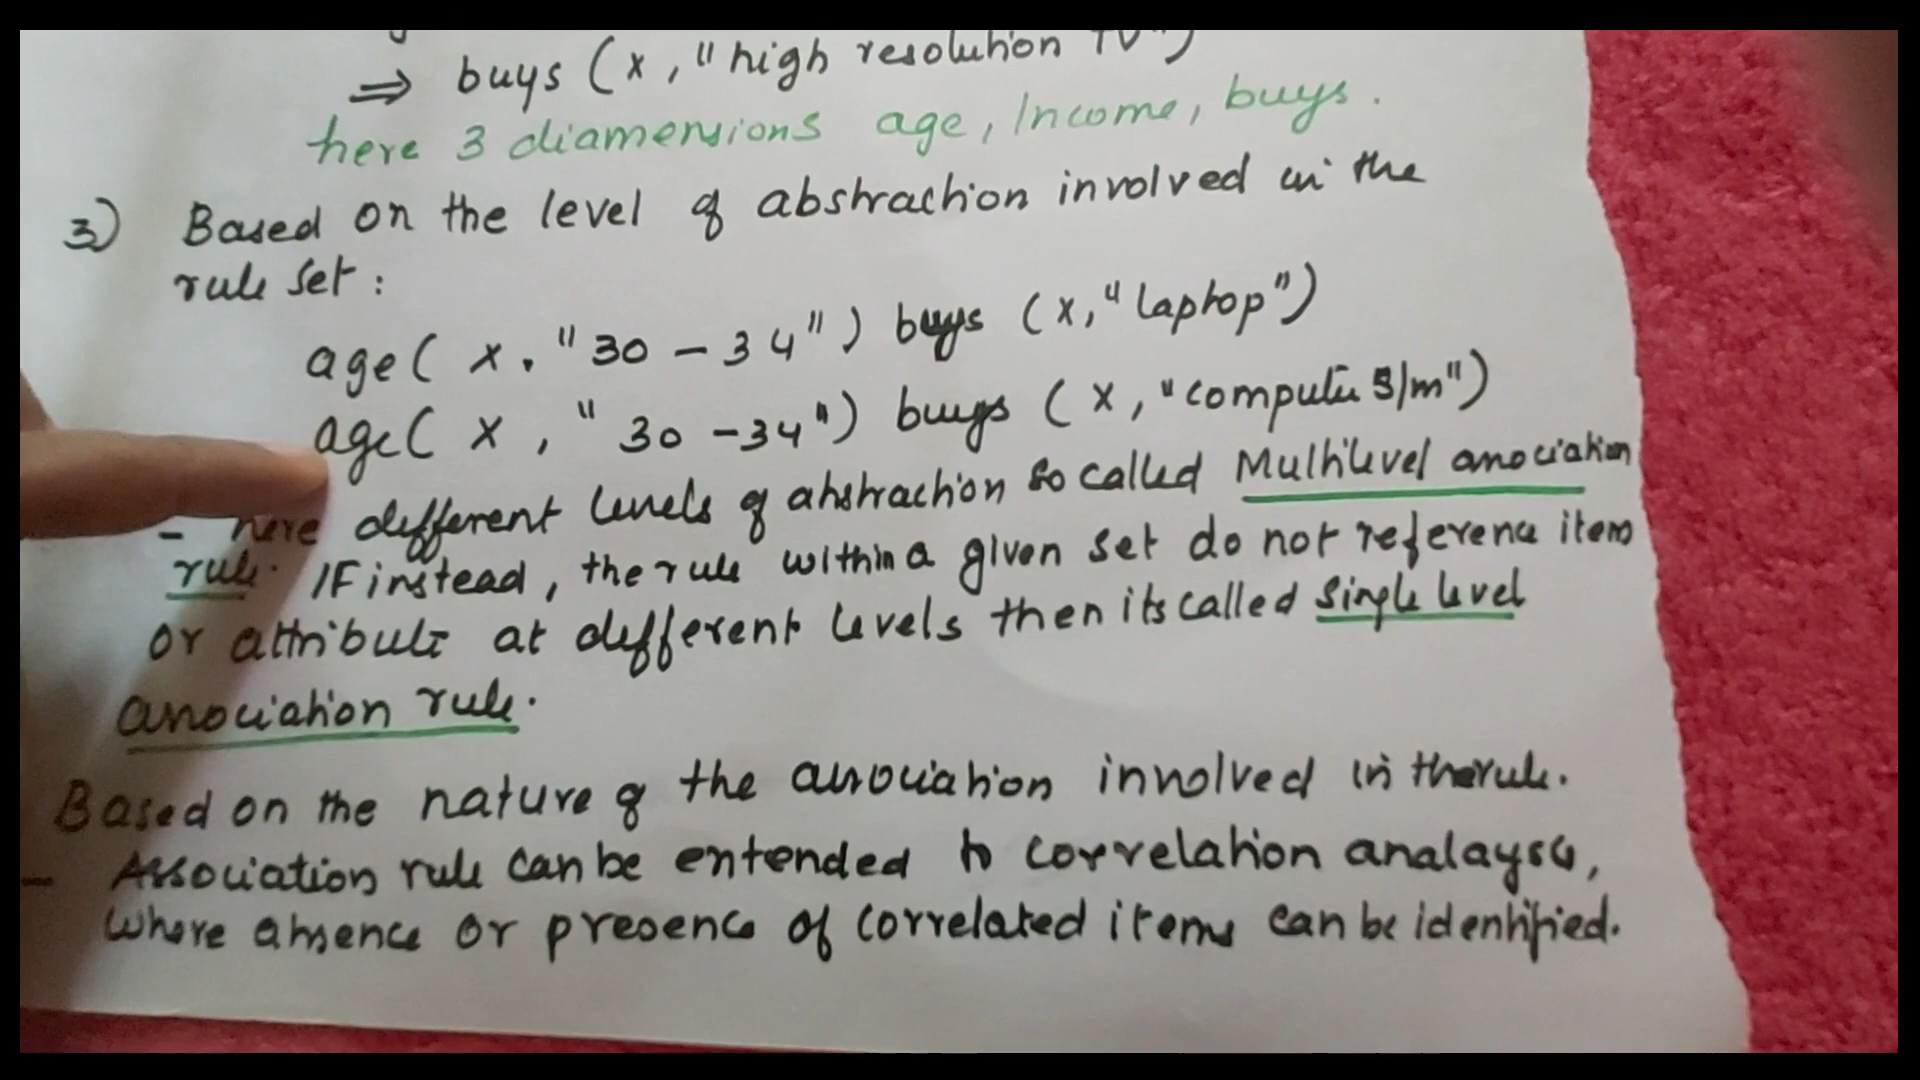 ⇒ buys (x, "high resolution TV")
here 3 diamensions age, Income, buys.
3) Based on the level of abstraction involved in the
rule set:
age( x. "30 - 34") buys (x, "laptop")
age( x, "30 -34") buys (x, "computer S/m")
- here different levels of abstraction so called Multilevel association
rule. IF instead, the rule within a given set do not reference item
or attribute at different levels then its called Single level
association rule.
Based on the nature of the association involved in the rule.
- Association rule can be entended to correlation analaysis,
where absence or presence of correlated items can be identified.